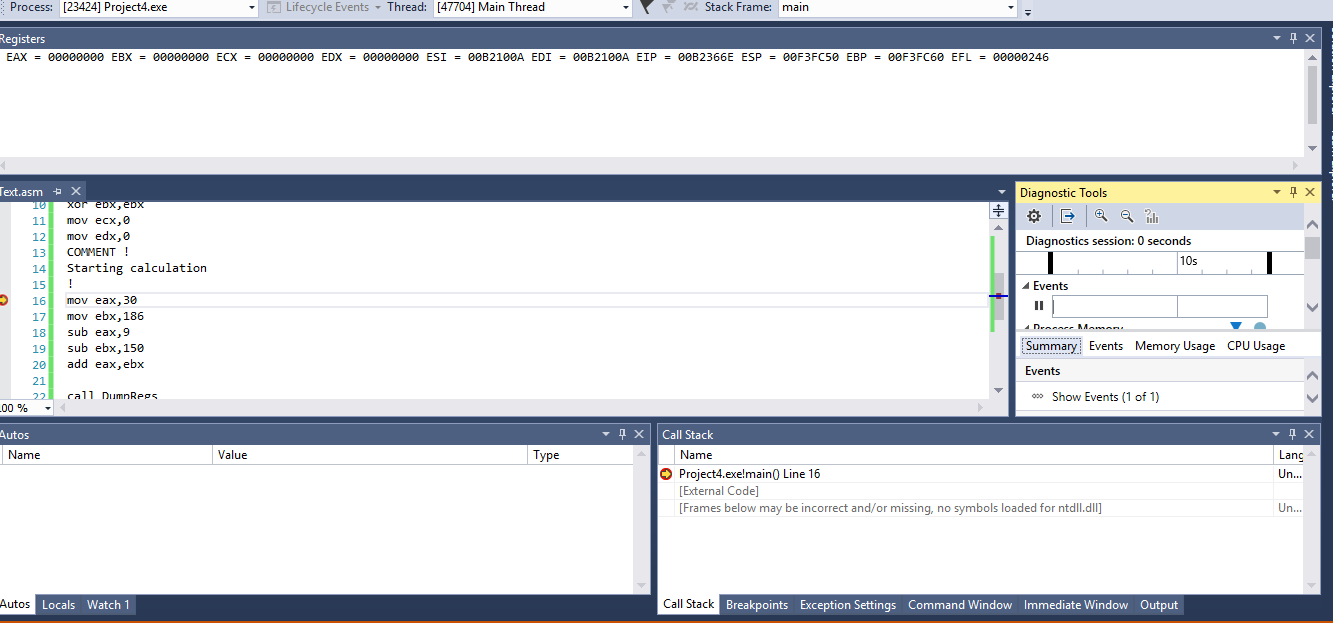 Process: [23424] Project4.exe Lifecycle Events Thread: [47704] Main Thread Stack Frame: main
Registers
EAX = 00000000 EBX = 00000000 ECX = 00000000 EDX = 00000000 ESI = 00B2100A EDI = 00B2100A EIP = 00B2366E ESP = 00F3FC50 EBP = 00F3FC60 EFL = 00000246
Text.asm
10 xor ebx,ebx
11 mov ecx,0
12 mov edx,0
13 COMMENT !
14 Starting calculation
15 !
16 mov eax,30
17 mov ebx,186
18 sub eax,9
19 sub ebx,150
20 add eax,ebx
21
22 call DumpRegs
00 %
Diagnostic Tools
Diagnostics session: 0 seconds
10s
Events
Process Memory
Summary Events Memory Usage CPU Usage
Events
Show Events (1 of 1)
Autos
Name Value Type
Autos Locals Watch 1
Call Stack
Name Lang
Project4.exe!main() Line 16 Un...
[External Code]
[Frames below may be incorrect and/or missing, no symbols loaded for ntdll.dll] Un...
Call Stack Breakpoints Exception Settings Command Window Immediate Window Output